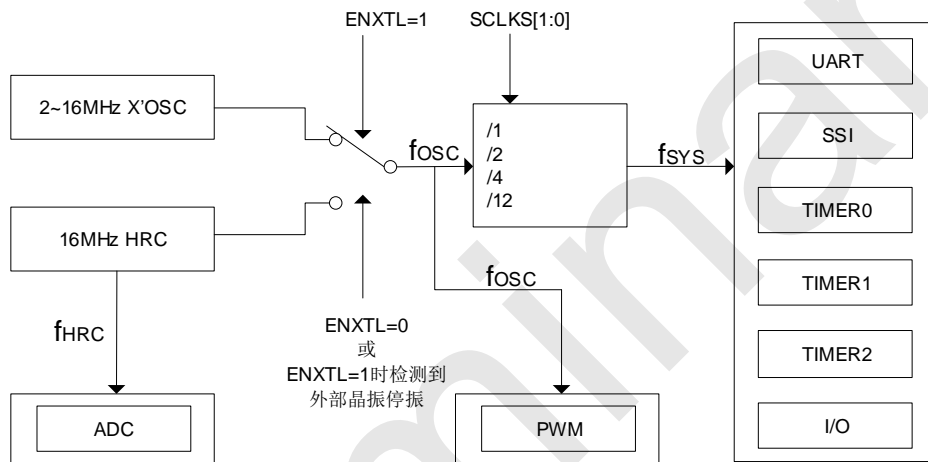 ENXTL=1
SCLKS[1:0]
2~16MHz X'OSC
16MHz HRC
fHRC
ADC
fOSC
/1
/2
/4
/12
fSYS
fOSC
ENXTL=0
或
ENXTL=1时检测到
外部晶振停振
PWM
UART
SSI
TIMER0
TIMER1
TIMER2
I/O